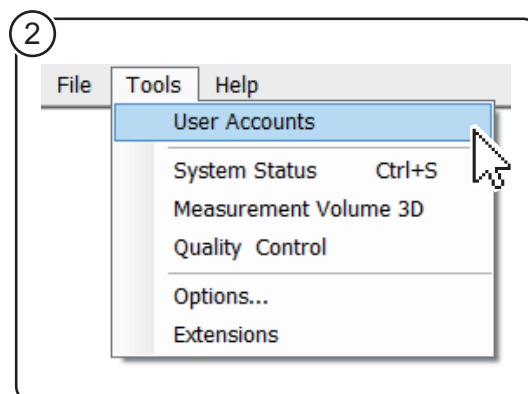 2
File Tools Help
User Accounts
System Status Ctrl+S
Measurement Volume 3D
Quality Control
Options...
Extensions